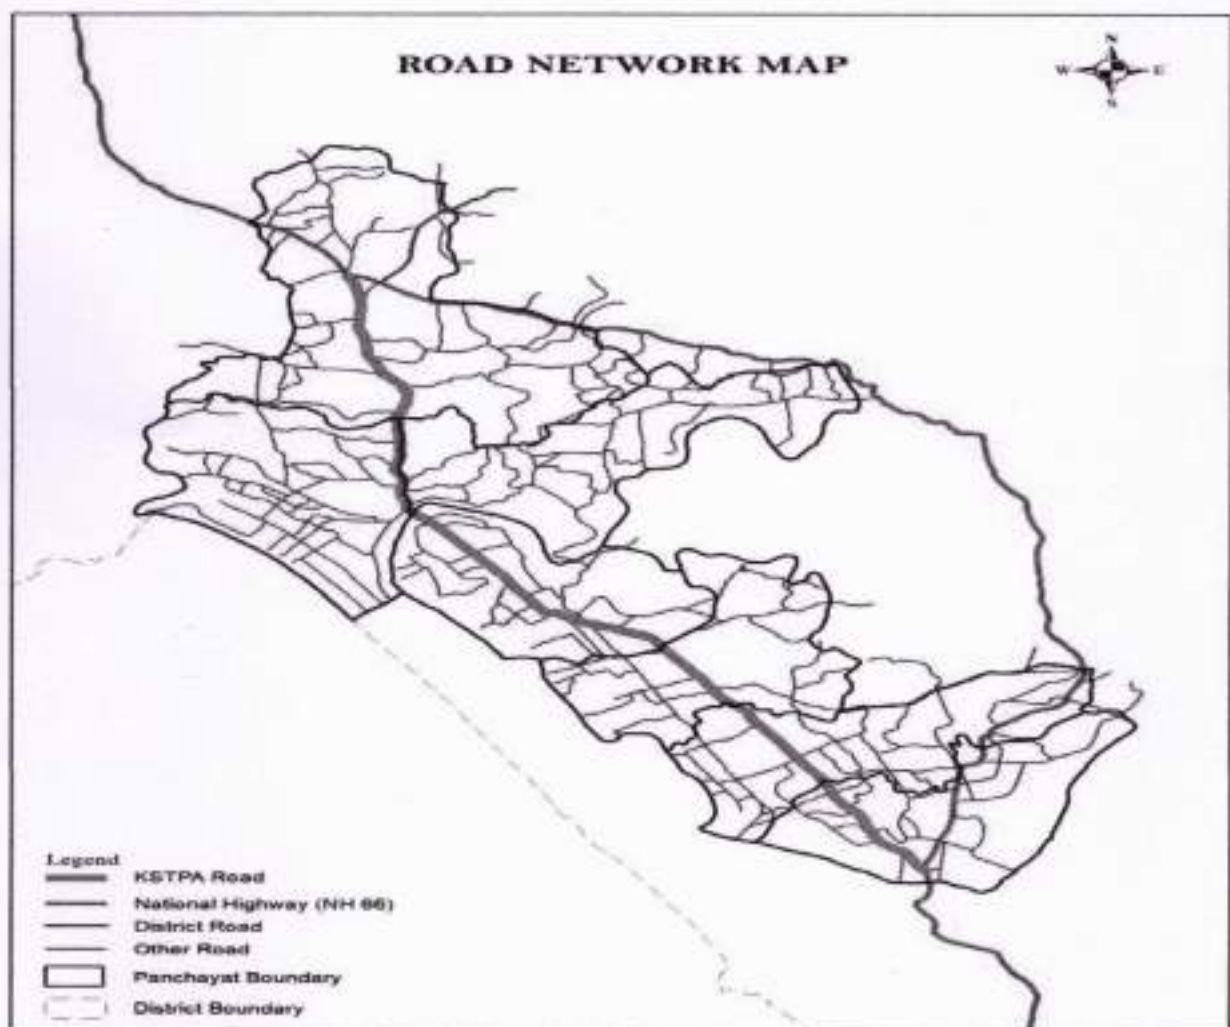 ROAD NETWORK MAP
N
W E
S
Legend
KSTPA Road
National Highway (NH 66)
District Road
Other Road
Panchayat Boundary
District Boundary